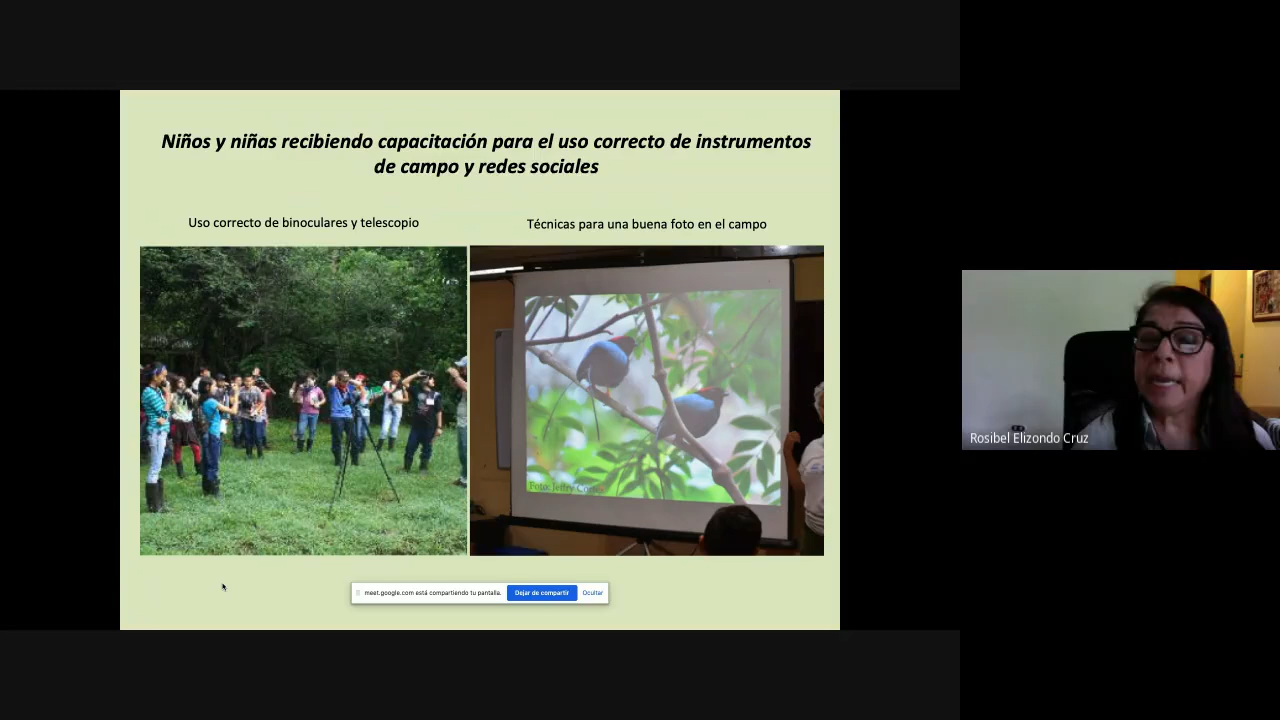 Niños y niñas recibiendo capacitación para el uso correcto de instrumentos
de campo y redes sociales
Uso correcto de binoculares y telescopio
Técnicas para una buena foto en el campo
Foto: Jeffry
meet.google.com está compartiendo tu pantalla.
Dejar de compartir
Ocultar
Rosibel Elizondo Cruz